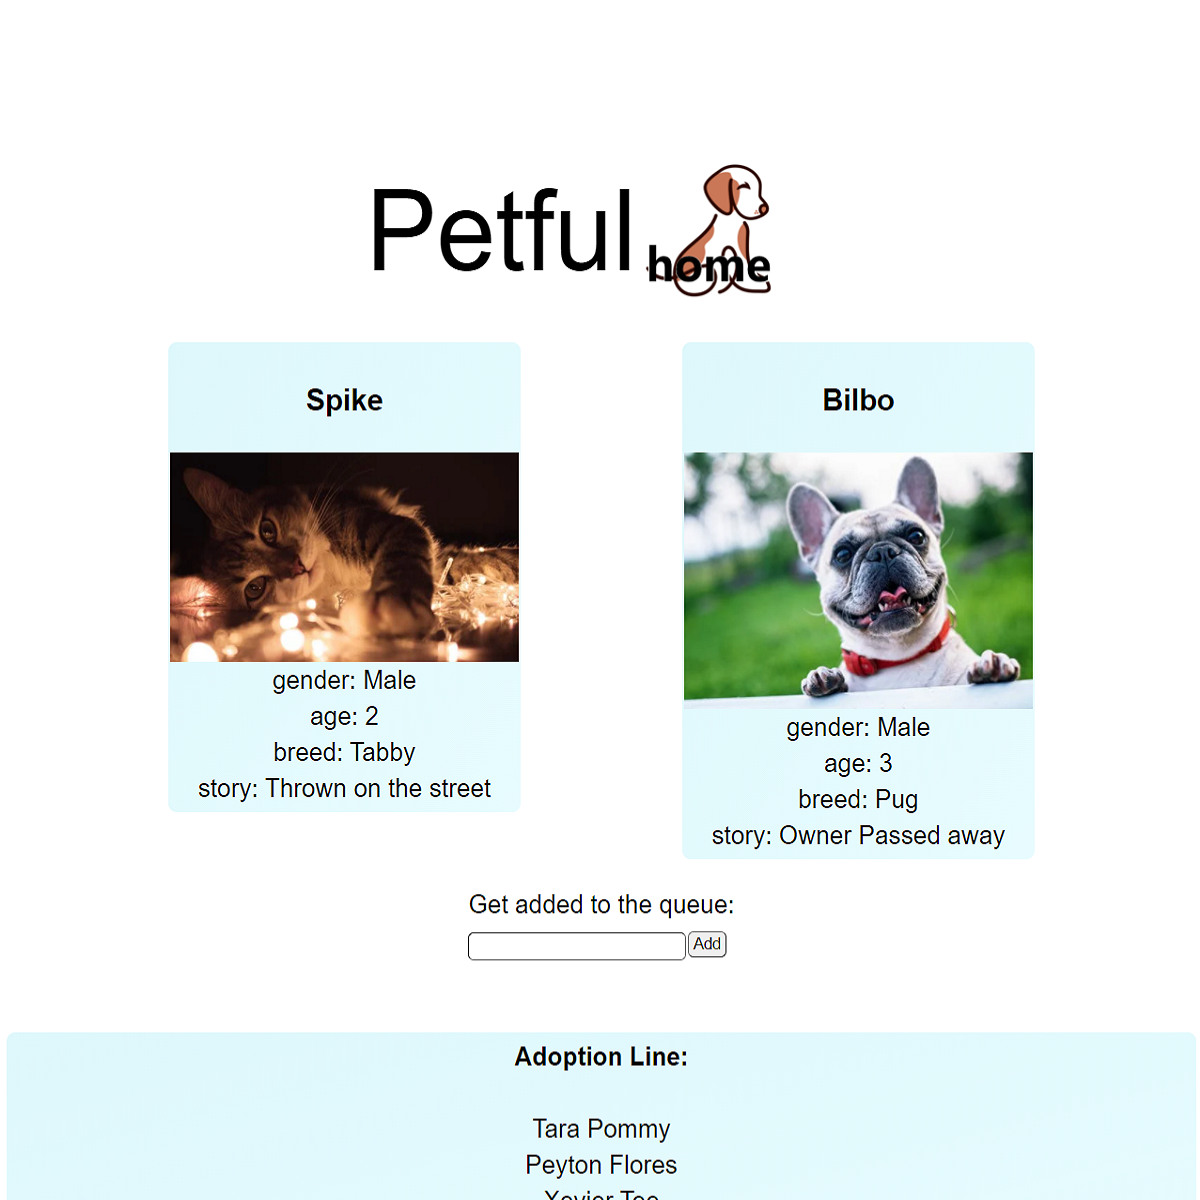 Petful
home
Spike
gender: Male
age: 2
breed: Tabby
story: Thrown on the street
Bilbo
gender: Male
age: 3
breed: Pug
story: Owner Passed away
Get added to the queue:
Add
Adoption Line:
Tara Pommy
Peyton Flores